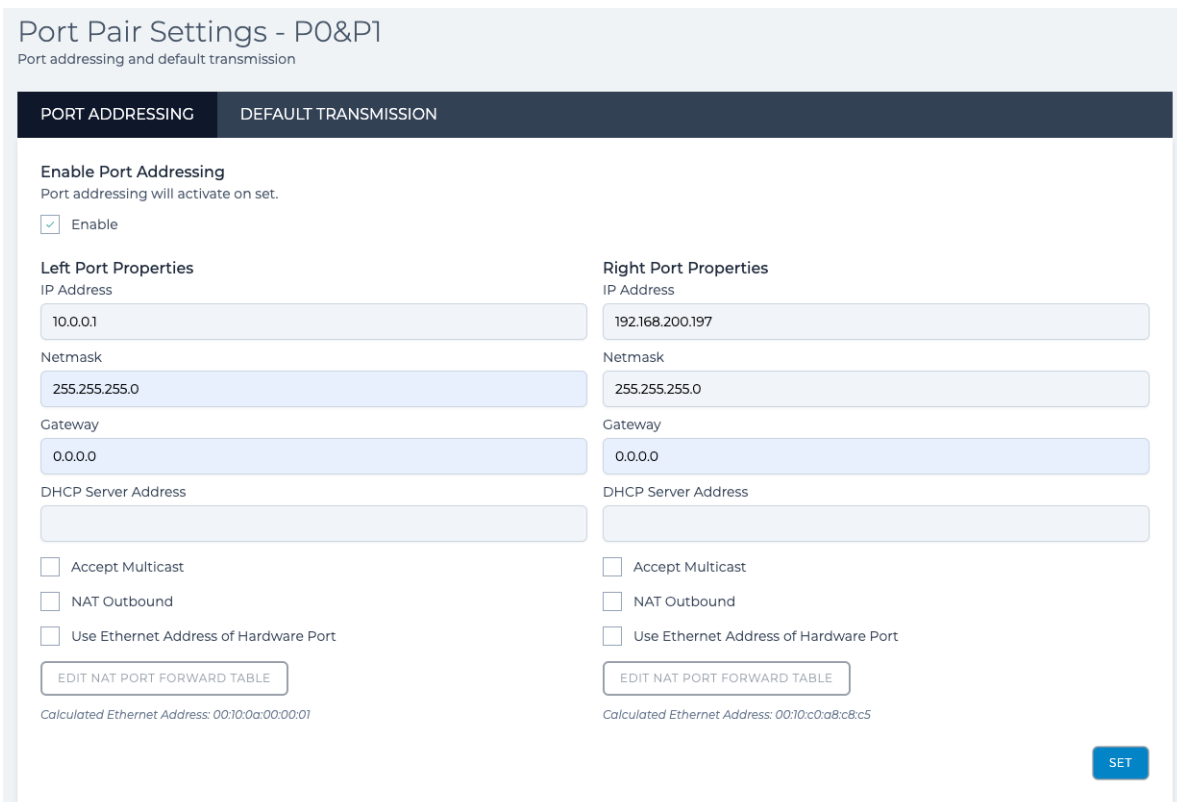 Port Pair Settings - P0&P1
Port addressing and default transmission
PORT ADDRESSING
DEFAULT TRANSMISSION
Enable Port Addressing
Port addressing will activate on set.
Enable
Left Port Properties
IP Address
10.0.0.1
Netmask
255.255.255.0
Gateway
0.0.0.0
DHCP Server Address
Accept Multicast
NAT Outbound
Use Ethernet Address of Hardware Port
EDIT NAT PORT FORWARD TABLE
Calculated Ethernet Address: 00:10:0a:00:00:01
Right Port Properties
IP Address
192.168.200.197
Netmask
255.255.255.0
Gateway
0.0.0.0
DHCP Server Address
Accept Multicast
NAT Outbound
Use Ethernet Address of Hardware Port
EDIT NAT PORT FORWARD TABLE
Calculated Ethernet Address: 00:10:c0:a8:c8:c5
SET